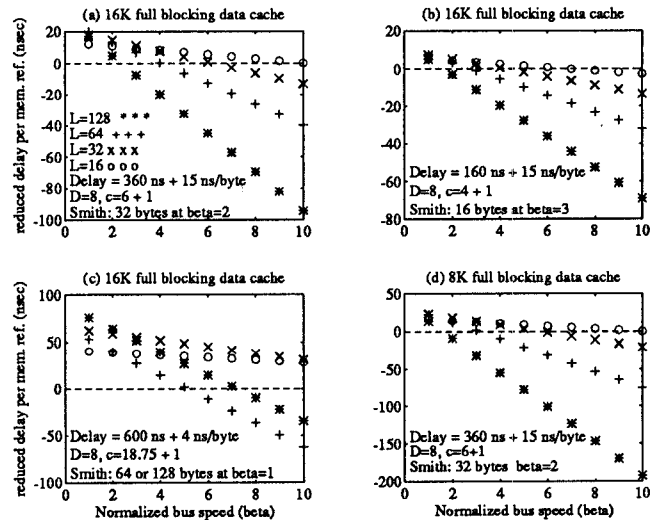 (a) 16K full blocking data cache
reduced delay per mem. ref. (nsec)
20
0
-20
-40
-60
-80
-100
L=128 * * *
L=64 + + +
L=32 x x x
L=16 o o o
Delay = 360 ns + 15 ns/byte
D=8, c=6 + 1
Smith: 32 bytes at beta=2
0 2 4 6 8 10
(b) 16K full blocking data cache
20
0
-20
-40
-60
-80
-100
Delay = 160 ns + 15 ns/byte
D=8, c=4 + 1
Smith: 16 bytes at beta=3
0 2 4 6 8 10
(c) 16K full blocking data cache
reduced delay per mem. ref. (nsec)
100
50
0
-50
-100
Delay = 600 ns + 4 ns/byte
D=8, c=18.75 + 1
Smith: 64 or 128 bytes at beta=1
0 2 4 6 8 10
Normalized bus speed (beta)
(d) 8K full blocking data cache
50
0
-50
-100
-150
-200
Delay = 360 ns + 15 ns/byte
D=8, c=6+1
Smith: 32 bytes beta=2
0 2 4 6 8 10
Normalized bus speed (beta)